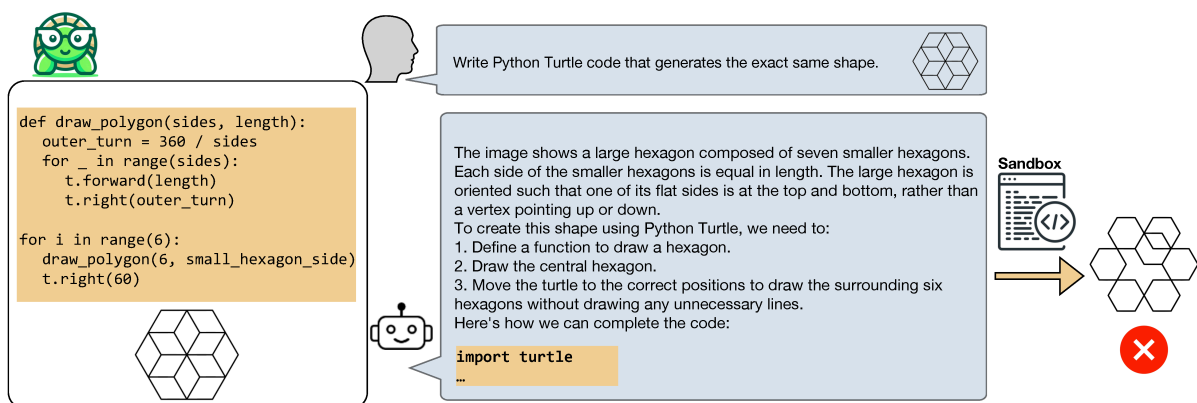 Write Python Turtle code that generates the exact same shape.
def draw_polygon(sides, length):
outer_turn = 360 / sides
for _ in range(sides):
t.forward(length)
t.right(outer_turn)
for i in range(6):
draw_polygon(6, small_hexagon_side)
t.right(60)
The image shows a large hexagon composed of seven smaller hexagons.
Each side of the smaller hexagons is equal in length. The large hexagon is
oriented such that one of its flat sides is at the top and bottom, rather than
a vertex pointing up or down.
To create this shape using Python Turtle, we need to:
1. Define a function to draw a hexagon.
2. Draw the central hexagon.
3. Move the turtle to the correct positions to draw the surrounding six
hexagons without drawing any unnecessary lines.
Here's how we can complete the code:
import turtle
…
Sandbox
</>